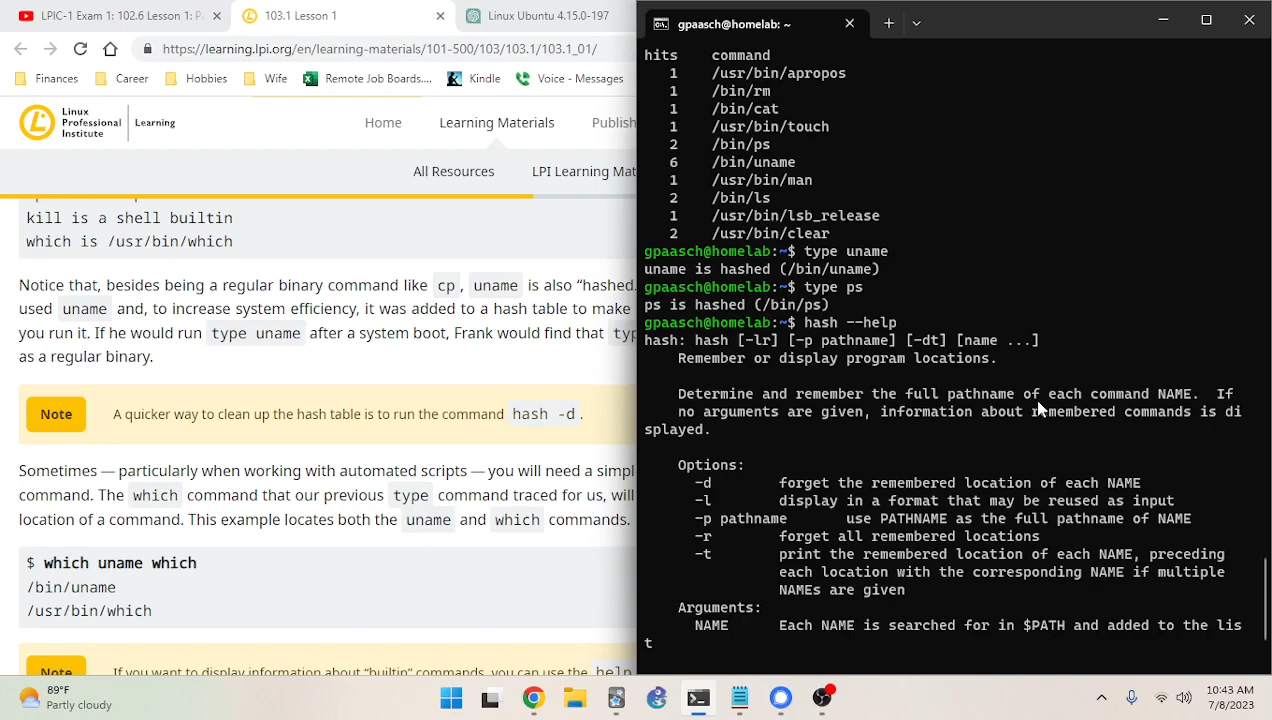 LPIC-1 Exam 1: 102.6 Lesson 1: P
103.1 Lesson 1
Linux Ubuntu 4.15.0-197
https://learning.lpi.org/en/learning-materials/101-500/103/103.1/103.1_01/
Finances
Career
Hobbies
Wife
Remote Job Boards....
Kindle
Voice - Messages
Linux
Professional
Institute
Learning
Home
Learning Materials
Publish
All Resources
LPI Learning Mat
kill is a shell builtin
which is /usr/bin/which
Notice that, besides being a regular binary command like cp, uname is also “hashed.
used uname and, to increase system efficiency, it was added to a hash table to make
you run it. If he would run type uname after a system boot, Frank would find that typ
as a regular binary.
Note A quicker way to clean up the hash table is to run the command hash -d.
Sometimes — particularly when working with automated scripts — you will need a simpl
command. The which command that our previous type command traced for us, will
location of a command. This example locates both the uname and which commands.
$ which uname which
/bin/uname
/usr/bin/which
Note If you want to display information about “builtin” commands, you can use the help
gpaasch@homelab: ~
hits command
1 /usr/bin/apropos
1 /bin/rm
1 /bin/cat
1 /usr/bin/touch
2 /bin/ps
6 /bin/uname
1 /usr/bin/man
2 /bin/ls
1 /usr/bin/lsb_release
2 /usr/bin/clear
gpaasch@homelab:~$ type uname
uname is hashed (/bin/uname)
gpaasch@homelab:~$ type ps
ps is hashed (/bin/ps)
gpaasch@homelab:~$ hash --help
hash: hash [-lr] [-p pathname] [-dt] [name ...]
Remember or display program locations.
Determine and remember the full pathname of each command NAME. If
no arguments are given, information about remembered commands is di
splayed.
Options:
-d forget the remembered location of each NAME
-l display in a format that may be reused as input
-p pathname use PATHNAME as the full pathname of NAME
-r forget all remembered locations
-t print the remembered location of each NAME, preceding
each location with the corresponding NAME if multiple
NAMEs are given
Arguments:
NAME Each NAME is searched for in $PATH and added to the lis
t
89°F
Partly cloudy
10:43 AM
7/8/2023